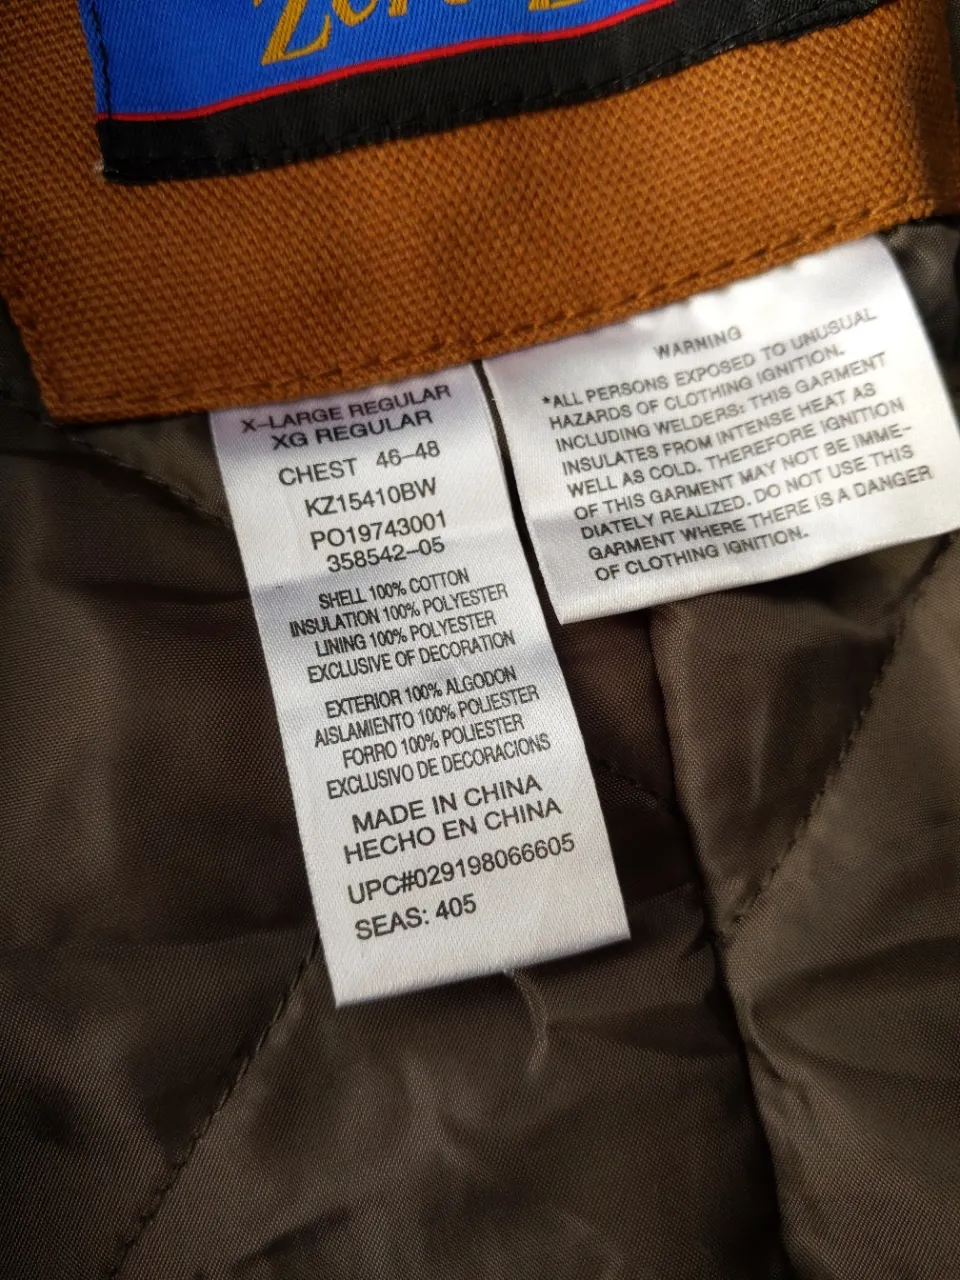 X-LARGE REGULAR
XG REGULAR
CHEST 46-48
KZ15410BW
PO19743001
358542-05
SHELL 100% COTTON
INSULATION 100% POLYESTER
LINING 100% POLYESTER
EXCLUSIVE OF DECORATION
EXTERIOR 100% ALGODON
AISLAMIENTO 100% POLIESTER
FORRO 100% POLIESTER
EXCLUSIVO DE DECORACIONS
MADE IN CHINA
HECHO EN CHINA
UPC#029198066605
SEAS: 405
WARNING
*ALL PERSONS EXPOSED TO UNUSUAL
HAZARDS OF CLOTHING IGNITION.
INCLUDING WELDERS: THIS GARMENT
INSULATES FROM INTENSE HEAT AS
WELL AS COLD. THEREFORE IGNITION
OF THIS GARMENT MAY NOT BE IMME-
DIATELY REALIZED. DO NOT USE THIS
GARMENT WHERE THERE IS A DANGER
OF CLOTHING IGNITION.